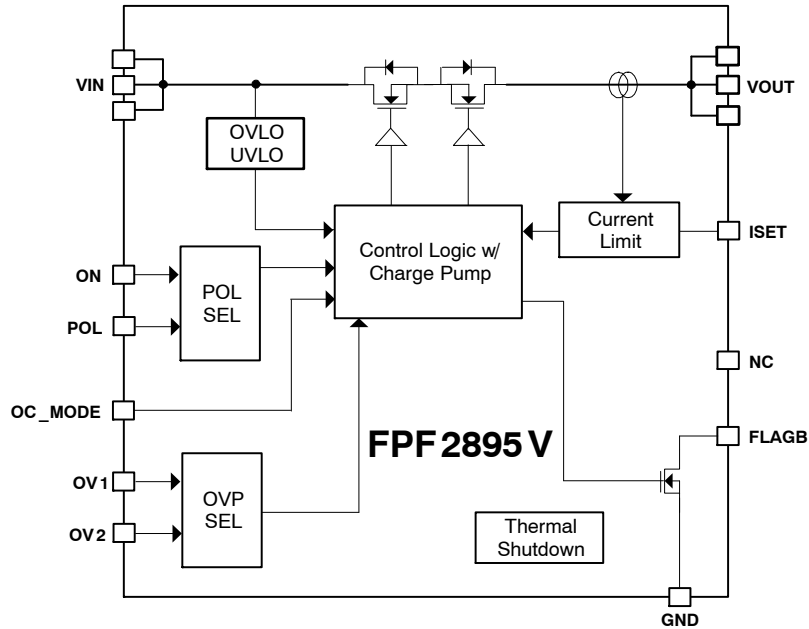 VIN
VOUT
OVLO
UVLO
Control Logic w/
Charge Pump
Current
Limit
ISET
ON
POL
SEL
POL
NC
OC_MODE
FPF2895V
FLAGB
OV1
OVP
SEL
OV2
Thermal
Shutdown
GND